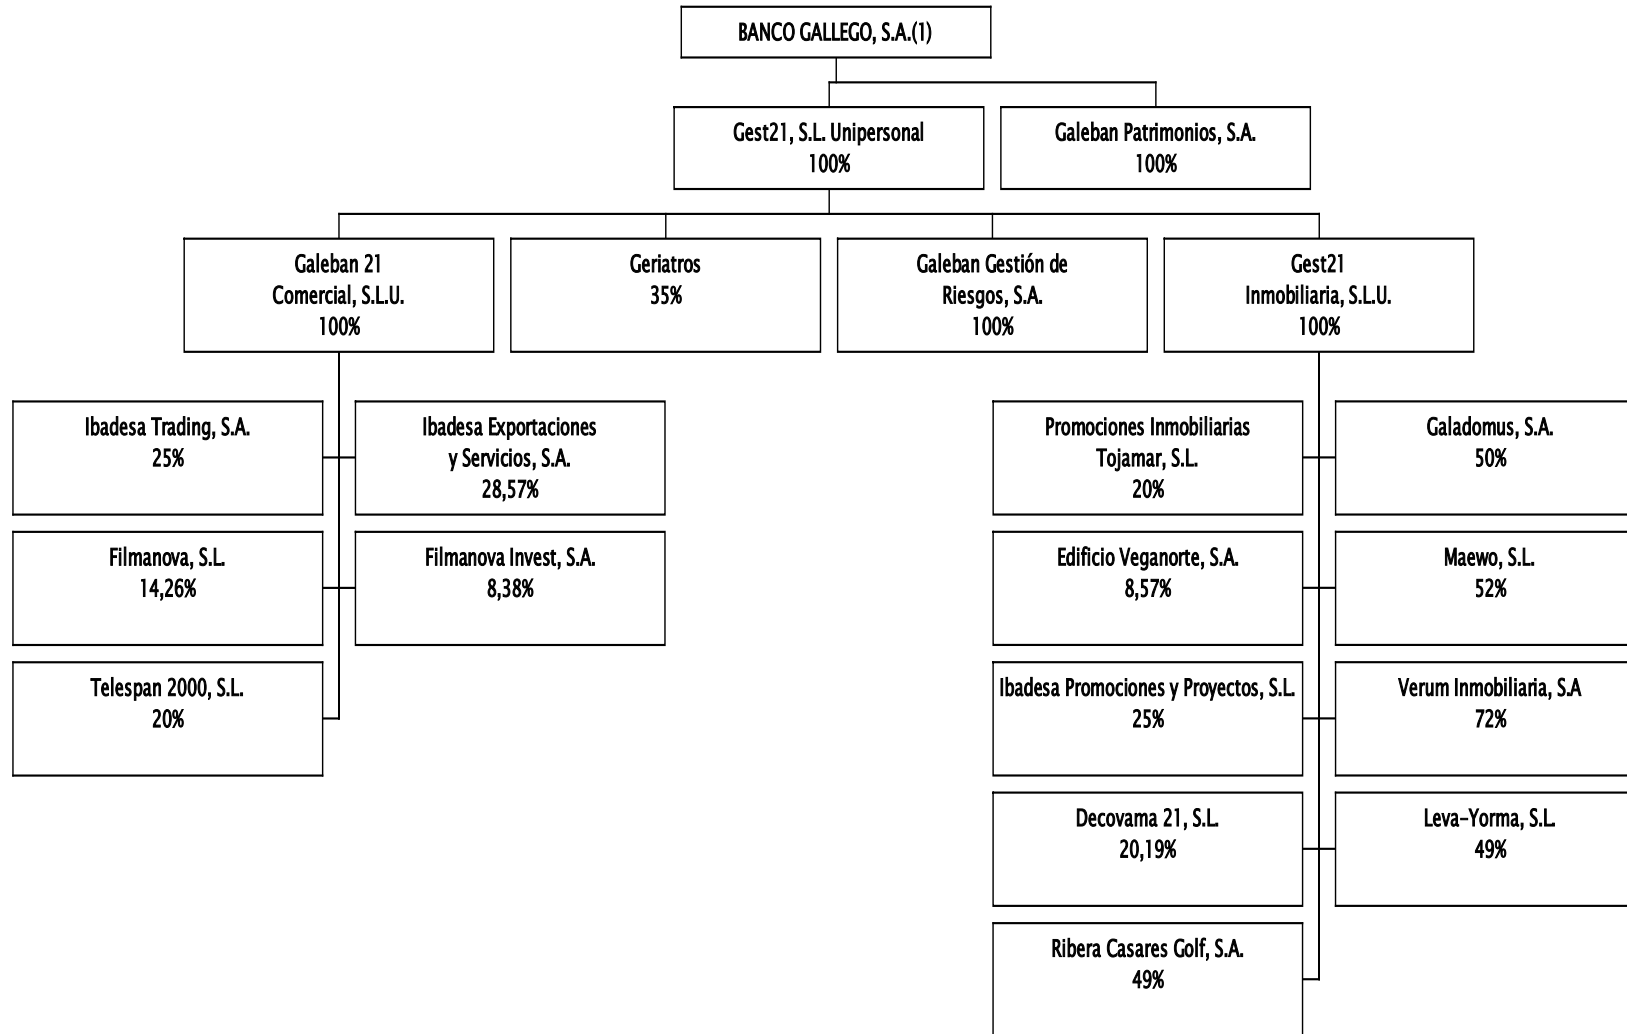 BANCO GALLEGO, S.A.(1)
Gest21, S.L. Unipersonal
100%
Galeban Patrimonios, S.A.
100%
Galeban 21
Comercial, S.L.U.
100%
Geriatros
35%
Galeban Gestión de
Riesgos, S.A.
100%
Gest21
Inmobiliaria, S.L.U.
100%
Ibadesa Trading, S.A.
25%
Ibadesa Exportaciones
y Servicios, S.A.
28,57%
Promociones Inmobiliarias
Tojamar, S.L.
20%
Galadomus, S.A.
50%
Filmanova, S.L.
14,26%
Filmanova Invest, S.A.
8,38%
Edificio Veganorte, S.A.
8,57%
Maewo, S.L.
52%
Telespan 2000, S.L.
20%
Ibadesa Promociones y Proyectos, S.L.
25%
Verum Inmobiliaria, S.A
72%
Decovama 21, S.L.
20,19%
Leva-Yorma, S.L.
49%
Ribera Casares Golf, S.A.
49%